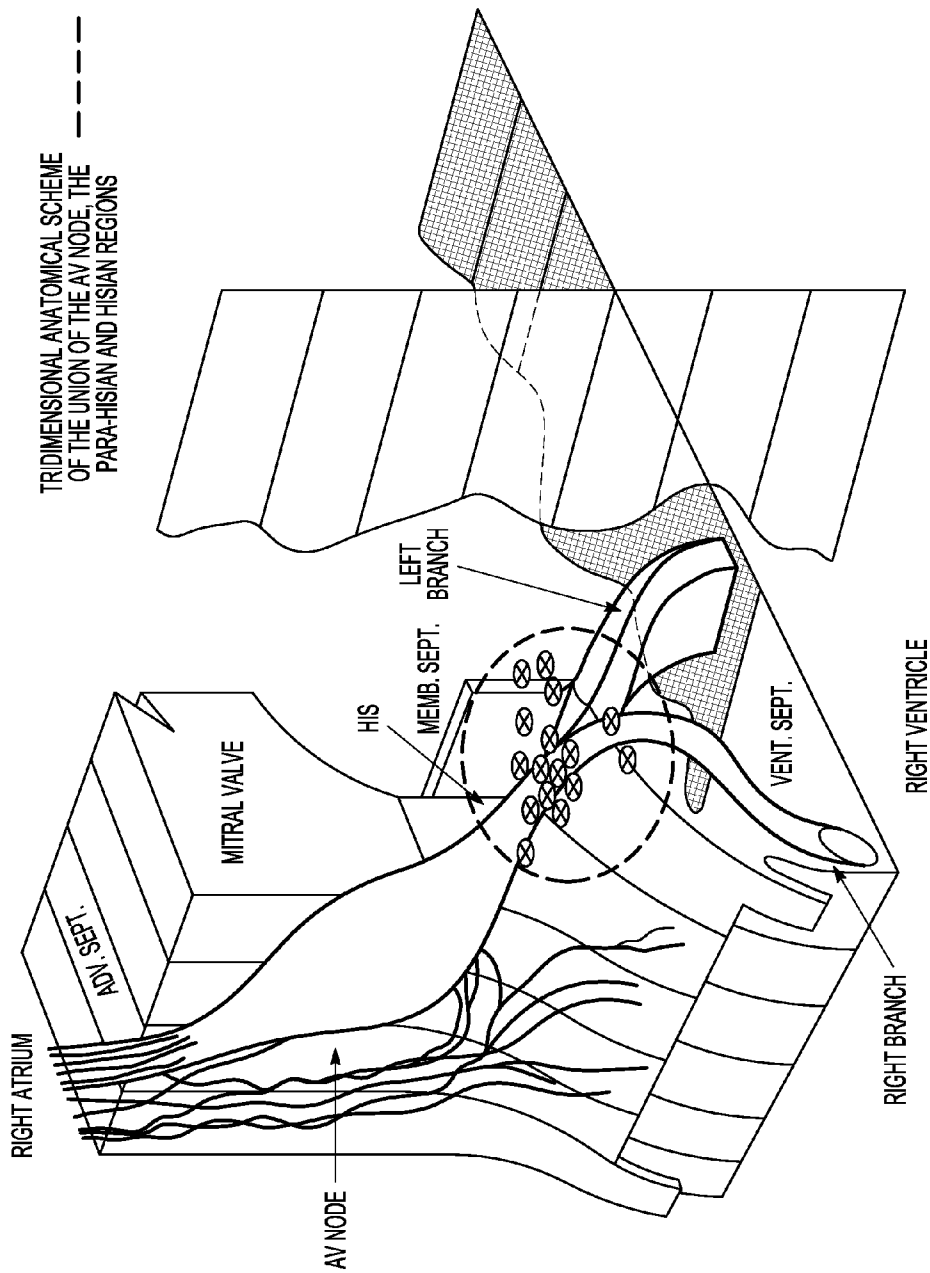 TRIDIMENSIONAL ANATOMICAL SCHEME
OF THE UNION OF THE AV NODE, THE
PARA-HISIAN AND HISIAN REGIONS
RIGHT ATRIUM
ADV. SEPT.
MITRAL VALVE
HIS
MEMB. SEPT.
LEFT
BRANCH
AV NODE
VENT. SEPT.
RIGHT BRANCH
RIGHT VENTRICLE